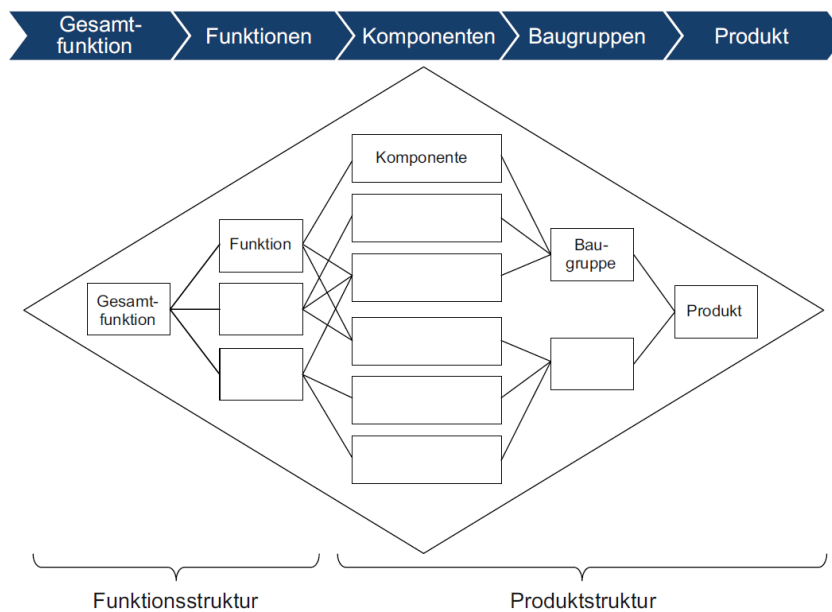 Gesamt-
funktion
Funktionen
Komponenten
Baugruppen
Produkt
Komponente
Funktion
Bau-
gruppe
Gesamt-
funktion
Produkt
Funktionsstruktur
Produktstruktur